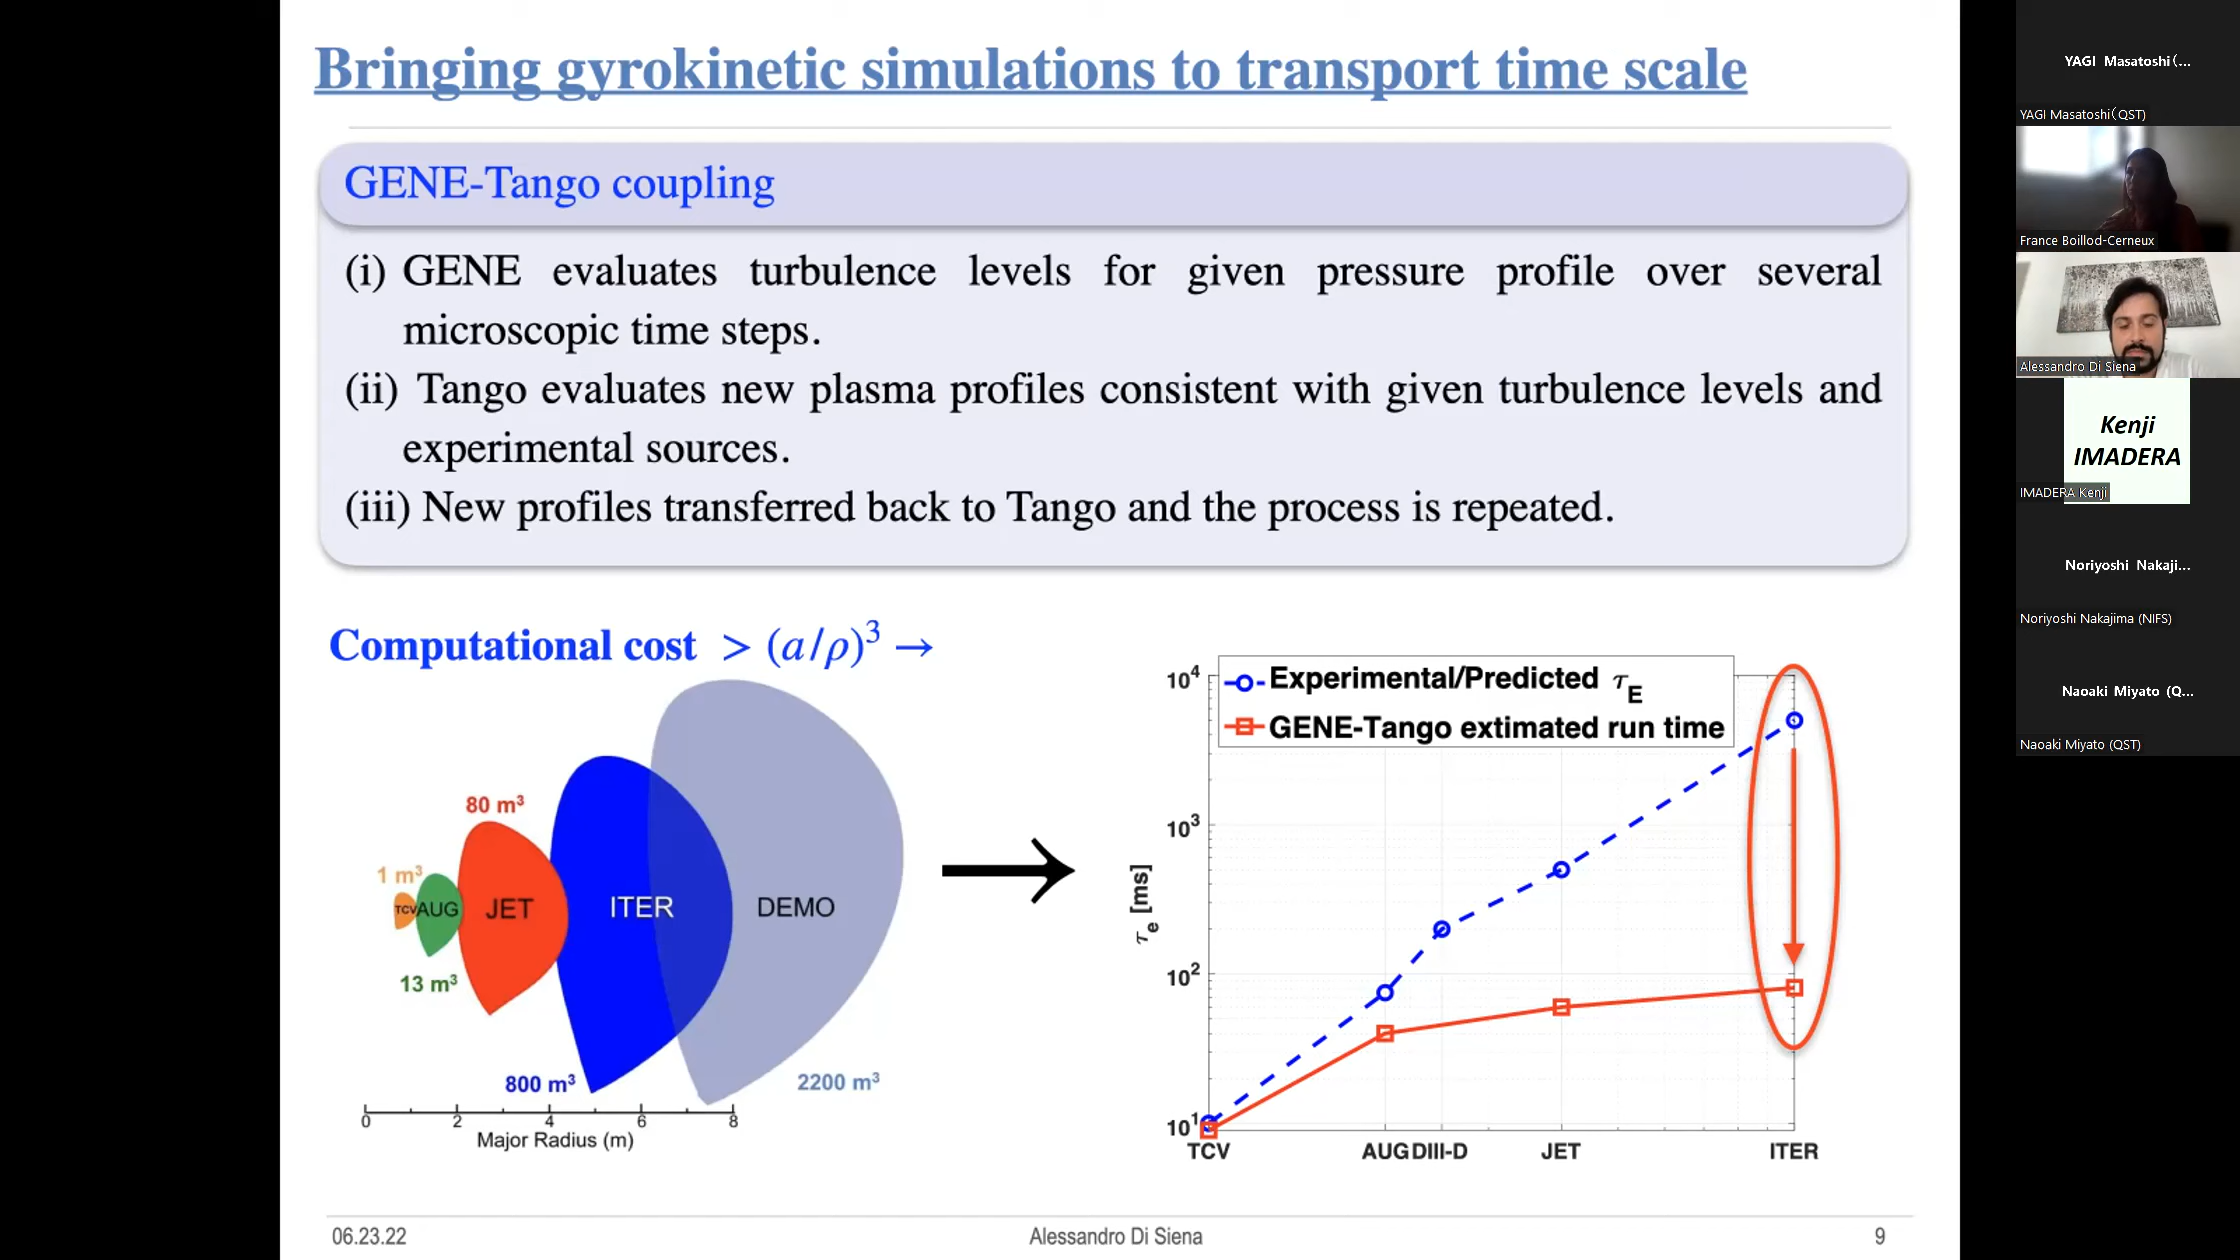 Bringing gyrokinetic simulations to transport time scale
GENE-Tango coupling
(i) GENE evaluates turbulence levels for given pressure profile over several
microscopic time steps.
(ii) Tango evaluates new plasma profiles consistent with given turbulence levels and
experimental sources.
(iii) New profiles transferred back to Tango and the process is repeated.
Computational cost > (a/ρ)³ →
1 m³
80 m³
TCV
AUG
JET
ITER
DEMO
13 m³
800 m³
2200 m³
0 2 4 6 8
Major Radius (m)
Experimental/Predicted τE
GENE-Tango extimated run time
10⁴
10³
10²
10¹
τe [ms]
TCV AUG DIII-D JET ITER
06.23.22 Alessandro Di Siena 9
YAGI Masatoshi(...
YAGI Masatoshi(QST)
France Boillod-Cerneux
Alessandro Di Siena
Kenji
IMADERA
IMADERA Kenji
Noriyoshi Nakaji...
Noriyoshi Nakajima (NIFS)
Naoaki Miyato (Q...
Naoaki Miyato (QST)